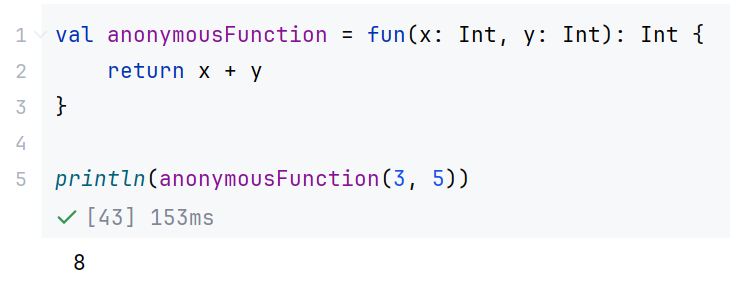 1 val anonymousFunction = fun(x: Int, y: Int): Int {
2     return x + y
3 }
4
5 println(anonymousFunction(3, 5))
[43] 153ms
8